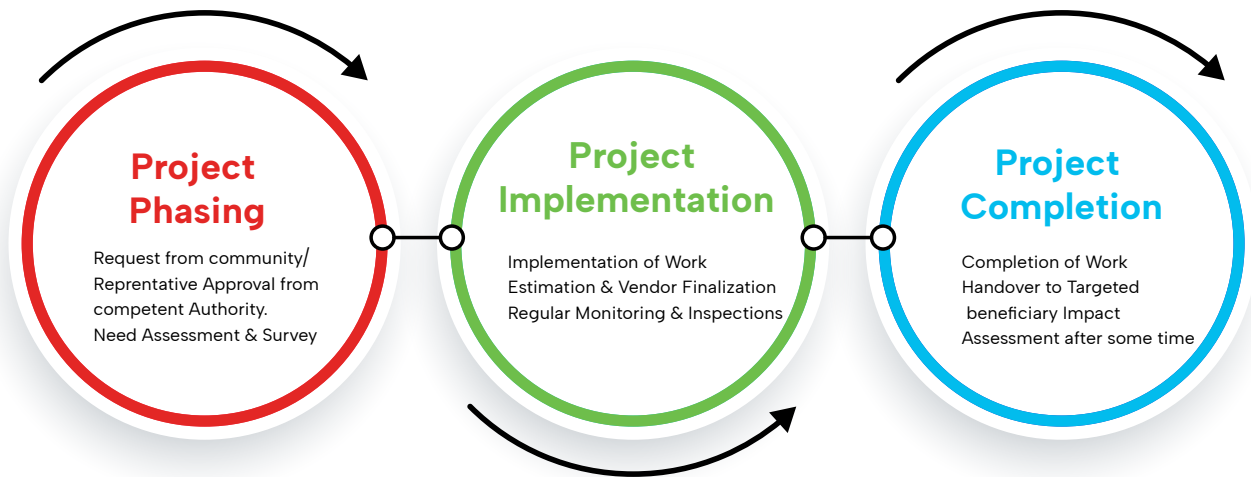 Project
Phasing
Request from community/
Reprentative Approval from
competent Authority.
Need Assessment & Survey
Project
Implementation
Implementation of Work
Estimation & Vendor Finalization
Regular Monitoring & Inspections
Project
Completion
Completion of Work
Handover to Targeted
beneficiary Impact
Assessment after some time